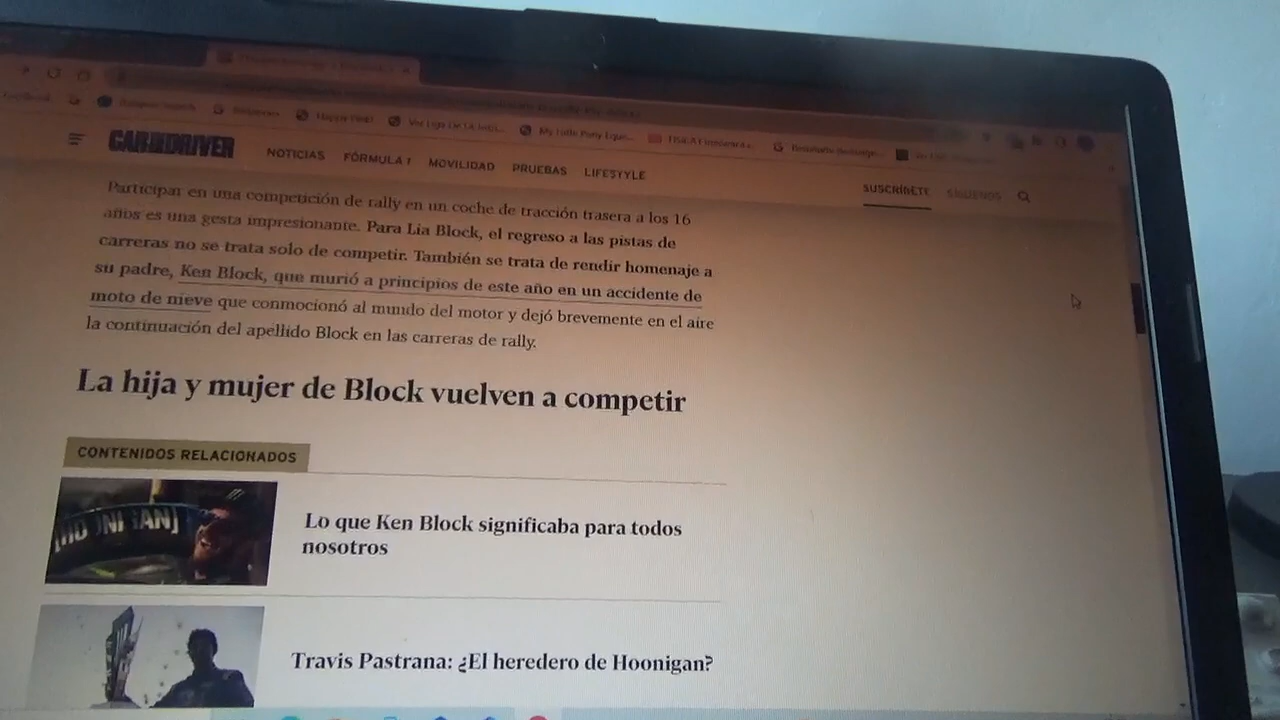 CAR AND DRIVER
NOTICIAS FÓRMULA 1 MOVILIDAD PRUEBAS LIFESTYLE
SUSCRÍBETE SÍGUENOS
Participar en una competición de rally en un coche de tracción trasera a los 16
años es una gesta impresionante. Para Lia Block, el regreso a las pistas de
carreras no se trata solo de competir. También se trata de rendir homenaje a
su padre, Ken Block, que murió a principios de este año en un accidente de
moto de nieve que conmocionó al mundo del motor y dejó brevemente en el aire
la continuación del apellido Block en las carreras de rally.
La hija y mujer de Block vuelven a competir
CONTENIDOS RELACIONADOS
Lo que Ken Block significaba para todos
nosotros
Travis Pastrana: ¿El heredero de Hoonigan?